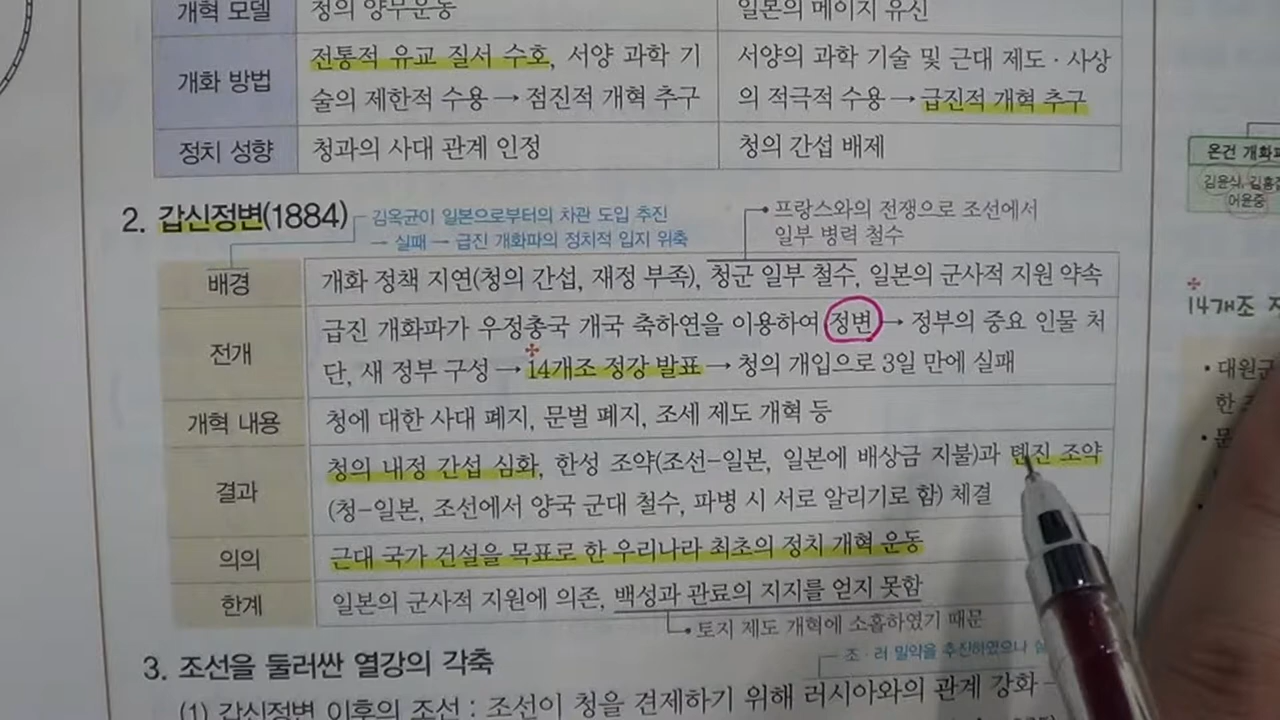 개혁 모델 청의 양무운동 일본의 메이지 유신
개화 방법
전통적 유교 질서 수호, 서양 과학 기
술의 제한적 수용→점진적 개혁 추구
서양의 과학 기술 및 근대 제도·사상
의 적극적 수용→급진적 개혁 추구
정치 성향 청과의 사대 관계 인정 청의 간섭 배제
2. 갑신정변(1884)
김옥균이 일본으로부터의 차관 도입 추진
→ 실패 → 급진 개화파의 정치적 입지 위축
프랑스와의 전쟁으로 조선에서
일부 병력 철수
배경 개화 정책 지연(청의 간섭, 재정 부족), 청군 일부 철수, 일본의 군사적 지원 약속
전개
급진 개화파가 우정총국 개국 축하연을 이용하여 정변→ 정부의 중요 인물 처
단, 새 정부 구성→14개조 정강 발표→청의 개입으로 3일 만에 실패
개혁 내용 청에 대한 사대 폐지, 문벌 폐지, 조세 제도 개혁 등
결과
청의 내정 간섭 심화, 한성 조약(조선-일본, 일본에 배상금 지불)과 톈진 조약
(청-일본, 조선에서 양국 군대 철수, 파병 시 서로 알리기로 함) 체결
의의 근대 국가 건설을 목표로 한 우리나라 최초의 정치 개혁 운동
한계 일본의 군사적 지원에 의존, 백성과 관료의 지지를 얻지 못함
토지 제도 개혁에 소홀하였기 때문
3. 조선을 둘러싼 열강의 각축
조·러 밀약을 추진하였으나
(1) 갑신정변 이후의 조선 : 조선이 청을 견제하기 위해 러시아와의 관계 강화
온건 개화파
김윤식, 김홍
어윤중
14개조
• 대원군
한